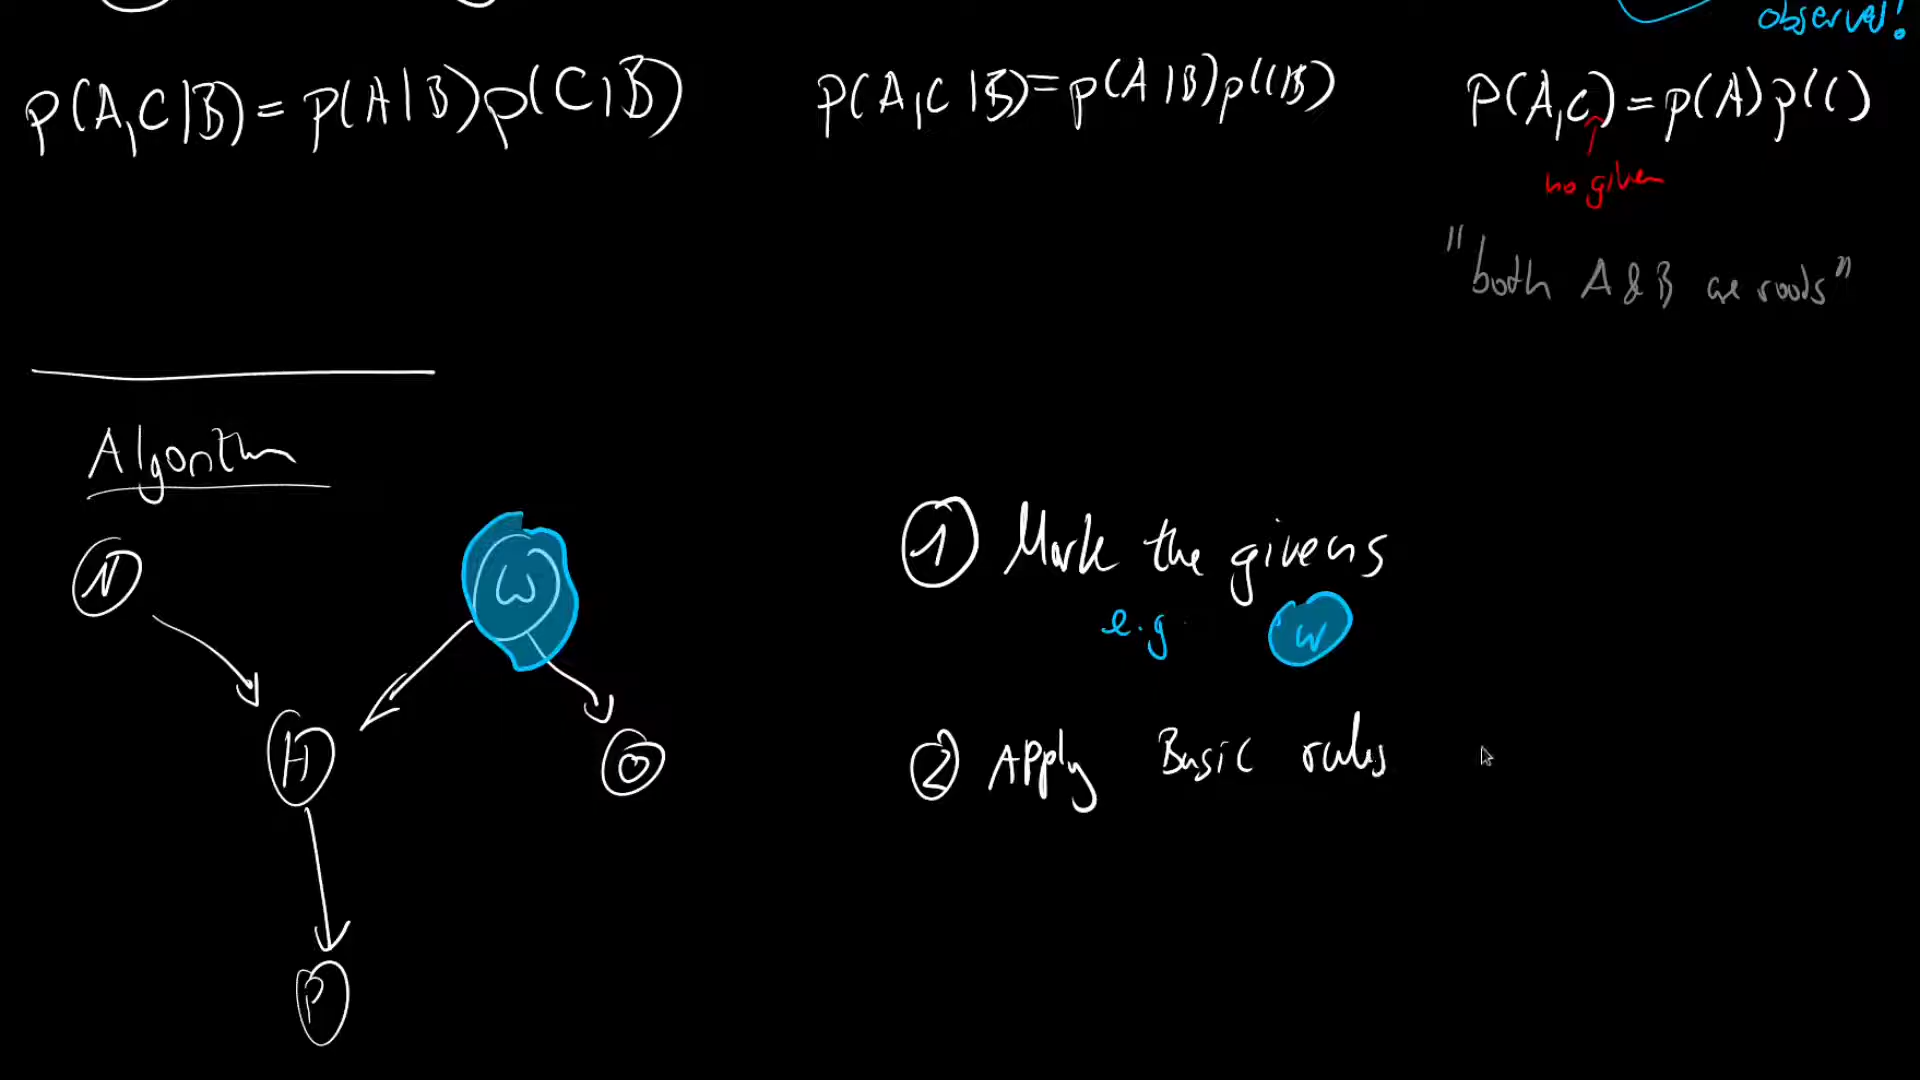 observed!
p(A,C|B) = p(A|B)p(C|B)
p(A,C|B) = p(A|B)p(C|B)
P(A,C) = p(A)p(C)
no given
"both A & B are roots"
Algorithm
N
W
H
O
P
① Mark the givens
e.g. W
② Apply Basic rules